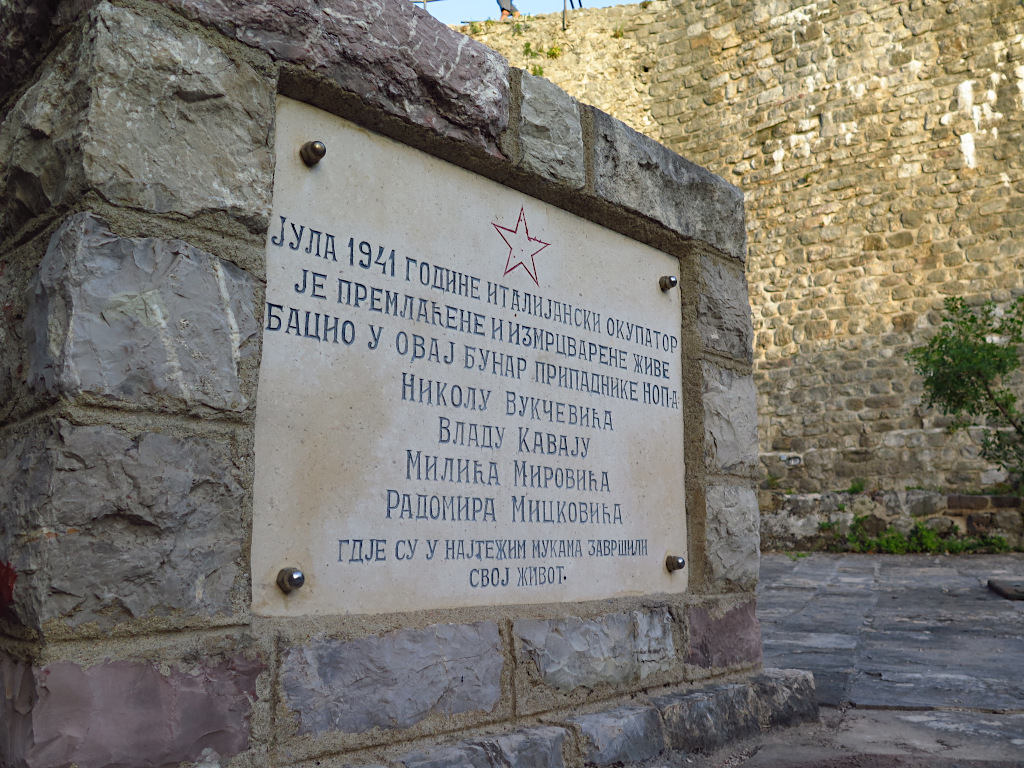 ЈУЛА 1941 ГОДИНЕ ИТАЛИЈАНСКИ ОКУПАТОР
ЈЕ ПРЕМЛАЋЕНЕ И ИЗМРЦВАРЕНЕ ЖИВЕ
БАЦИО У ОВАЈ БУНАР ПРИПАДНИКЕ НОП-А:
НИКОЛУ ВУКЧЕВИЋА
ВЛАДУ КАВАЈУ
МИЛИЋА МИРОВИЋА
РАДОМИРА МИЦКОВИЋА
ГДЈЕ СУ У НАЈТЕЖИМ МУКАМА ЗАВРШИЛИ
СВОЈ ЖИВОТ.